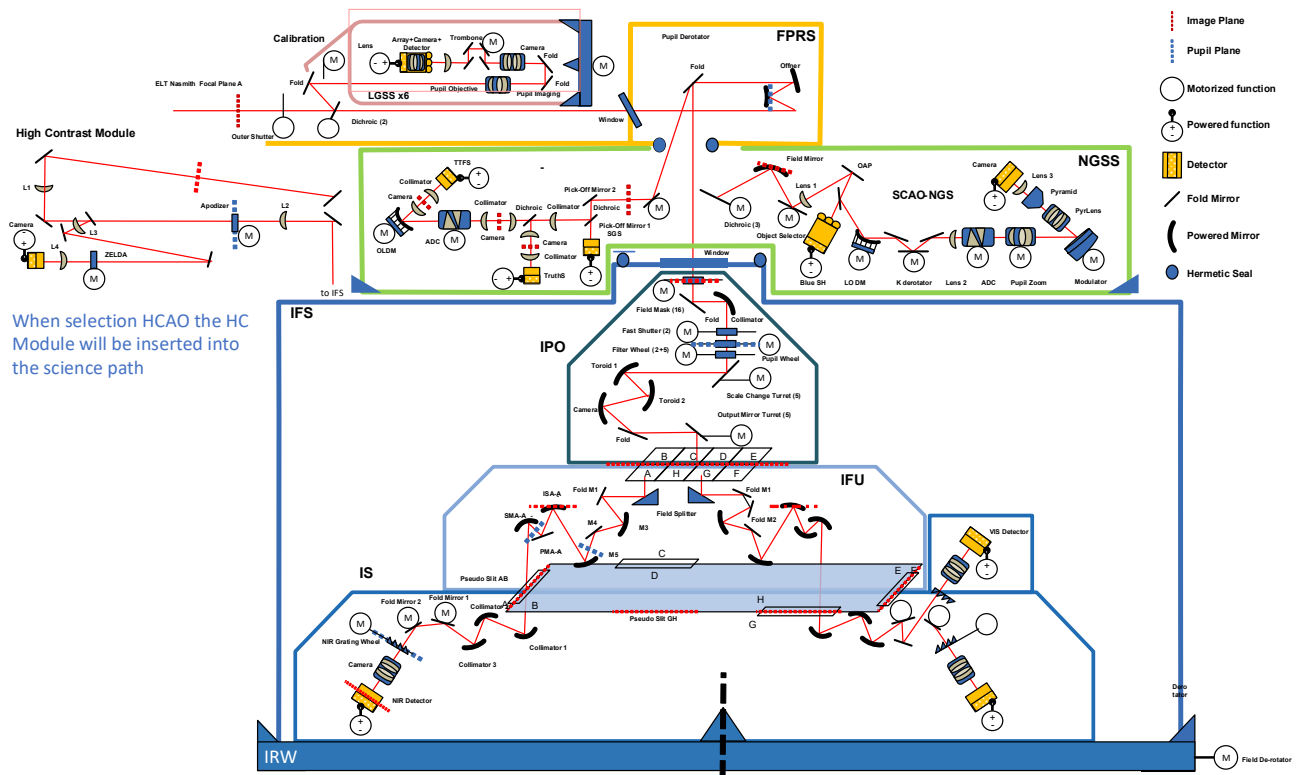 Calibration
Lens
Array+Camera+
Detector
Trombone
M
Camera
Fold
M
- +
M
Fold
Pupil Objective
Pupil Imaging
Fold
LGSS x6
ELT Nasmith Focal Plane A
Outer Shutter
Dichroic (2)
Window
Pupil Derotator
FPRS
Fold
Offner
Image Plane
Pupil Plane
M
Motorized function
+
-
Powered function
Detector
Fold Mirror
Powered Mirror
Hermetic Seal
High Contrast Module
L1
Apodizer
L2
M
Camera
+
-
L3
L4
ZELDA
M
to IFS
When selection HCAO the HC
Module will be inserted into
the science path
TTFS
Collimator
+
-
Camera
OLDM
M
ADC
M
Collimator
Camera
Dichroic
Collimator
Camera
Collimator
- +
TruthS
Pick-Off Mirror 2
Dichroic
Pick-Off Mirror 1
SGS
+
-
M
-
NGSS
Field Mirror
OAP
Lens 1
M
Dichroic (3)
Object Selector
+
-
Blue SH
SCAO-NGS
M
LO DM
M
K derotator
Lens 2
M
ADC
M
Pupil Zoom
Camera
+
-
Lens 3
Pyramid
PyrLens
M
Modulator
Window
IFS
IPO
M
Field Mask (16)
Fold
Collimator
Fast Shutter (2)
M
Filter Wheel (2+5)
M
M
Pupil Wheel
Toroid 1
M
Scale Change Turret (5)
Toroid 2
Camera
Output Mirror Turret (5)
Fold
M
B C D E
A H G F
IFU
ISA-A
Fold M1
Field Splitter
Fold M1
SMA-A
M4
M3
Fold M2
PMA-A
M5
C
D
Pseudo Slit AB
A
B
E
F
H
G
Pseudo Slit GH
VIS Detector
+
-
IS
Fold Mirror 2
Fold Mirror 1
M
M
Collimator 2
Collimator 1
Collimator 3
M
NIR Grating Wheel
Camera
NIR Detector
+
-
+
-
Dero
tator
IRW
M
Field De-rotator